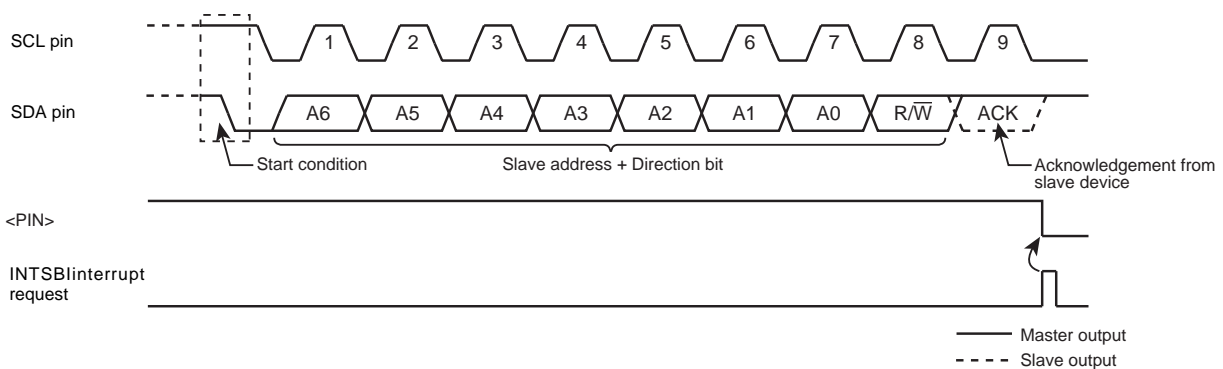 SCL pin
1 2 3 4 5 6 7 8 9
SDA pin
A6 A5 A4 A3 A2 A1 A0 R/W̅ ACK
Start condition
Slave address + Direction bit
Acknowledgement from
slave device
<PIN>
INTSBIinterrupt
request
Master output
Slave output